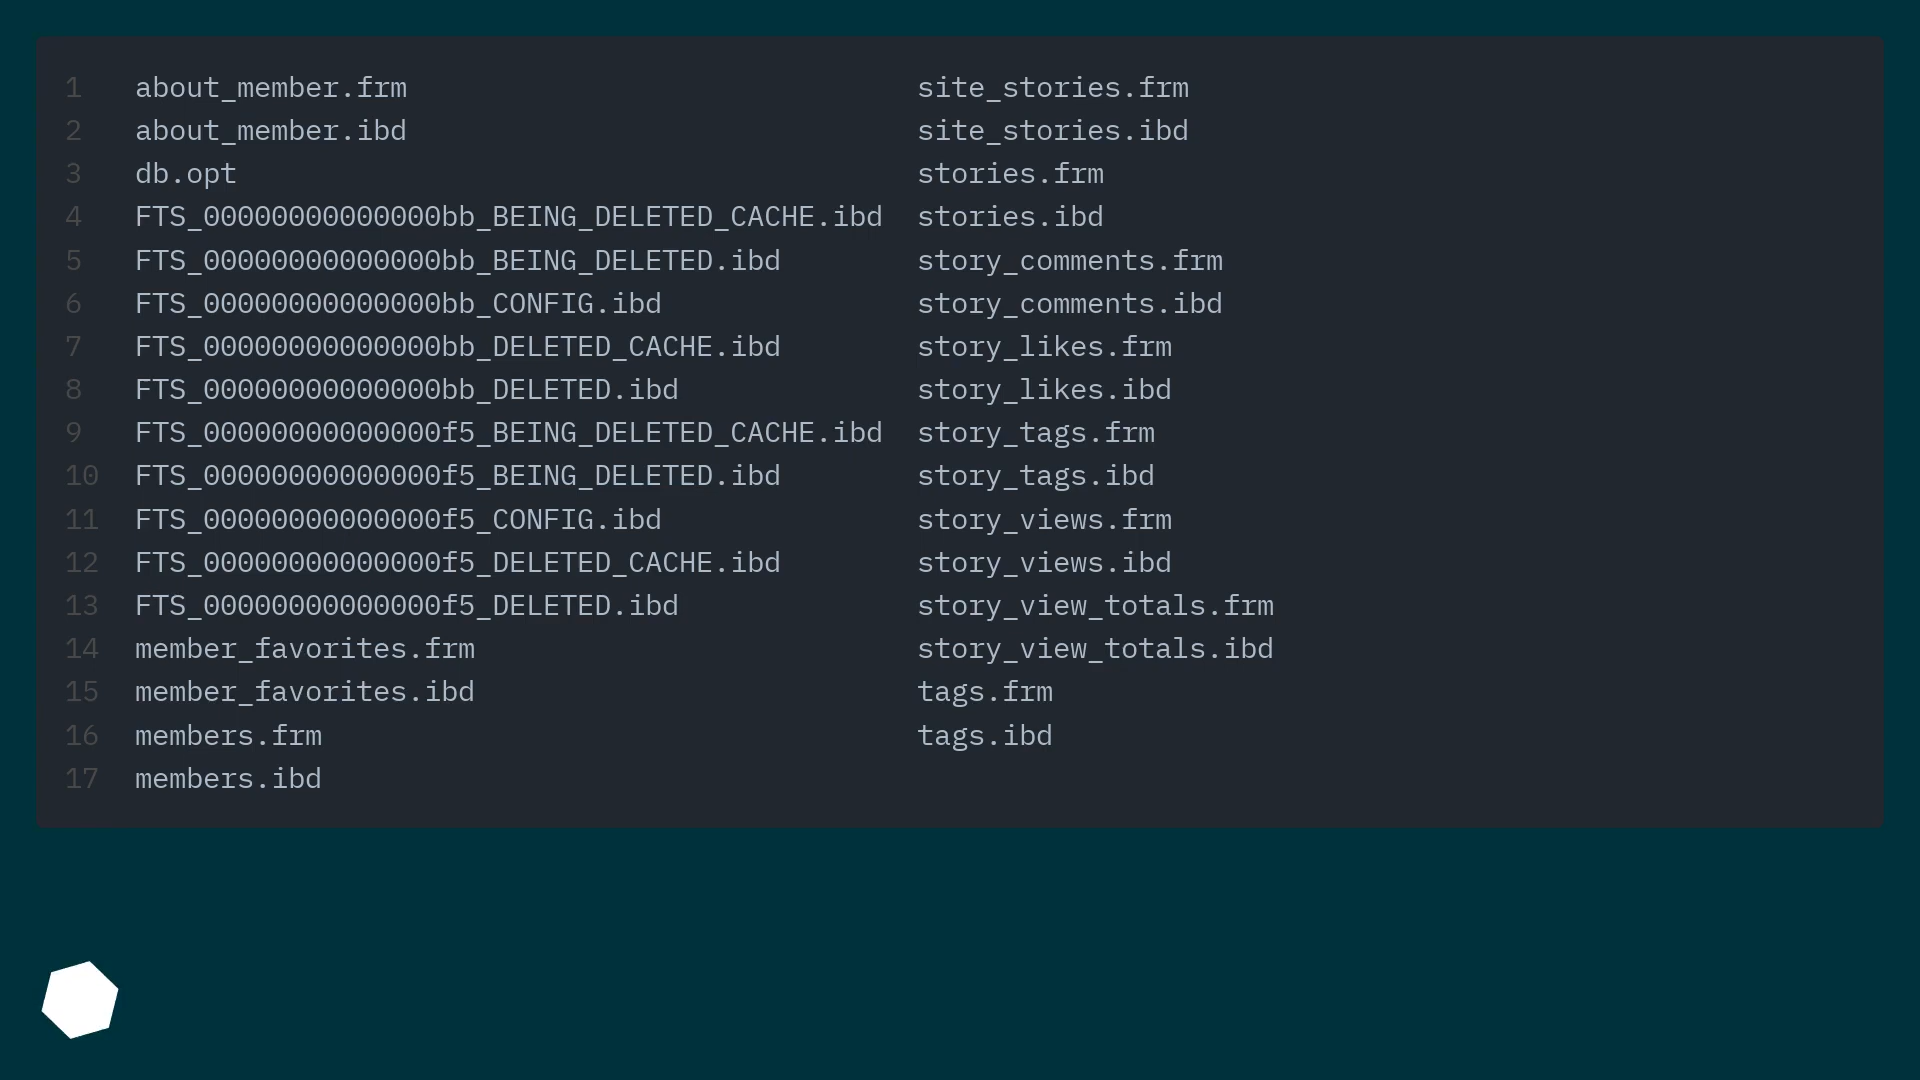 1 about_member.frm site_stories.frm
2 about_member.ibd site_stories.ibd
3 db.opt stories.frm
4 FTS_00000000000000bb_BEING_DELETED_CACHE.ibd stories.ibd
5 FTS_00000000000000bb_BEING_DELETED.ibd story_comments.frm
6 FTS_00000000000000bb_CONFIG.ibd story_comments.ibd
7 FTS_00000000000000bb_DELETED_CACHE.ibd story_likes.frm
8 FTS_00000000000000bb_DELETED.ibd story_likes.ibd
9 FTS_00000000000000f5_BEING_DELETED_CACHE.ibd story_tags.frm
10 FTS_00000000000000f5_BEING_DELETED.ibd story_tags.ibd
11 FTS_00000000000000f5_CONFIG.ibd story_views.frm
12 FTS_00000000000000f5_DELETED_CACHE.ibd story_views.ibd
13 FTS_00000000000000f5_DELETED.ibd story_view_totals.frm
14 member_favorites.frm story_view_totals.ibd
15 member_favorites.ibd tags.frm
16 members.frm tags.ibd
17 members.ibd